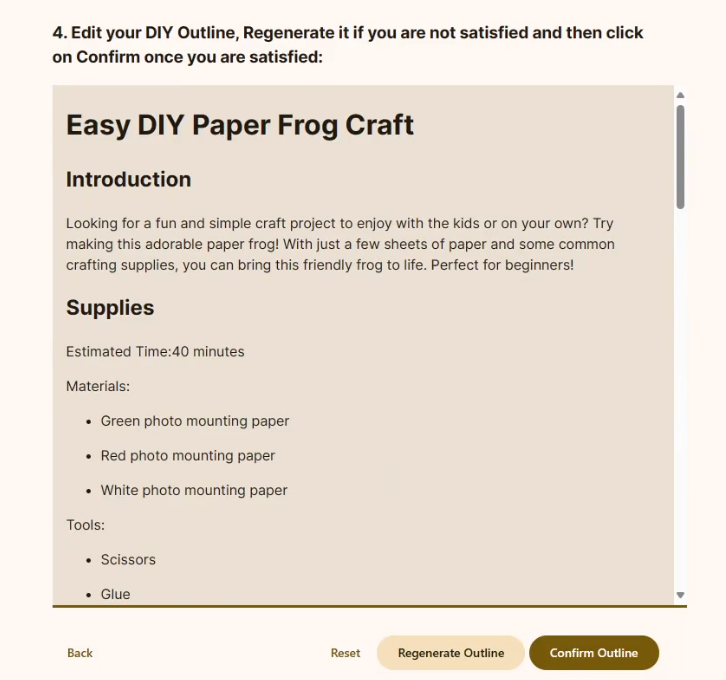 4. Edit your DIY Outline, Regenerate it if you are not satisfied and then click
on Confirm once you are satisfied:
Easy DIY Paper Frog Craft
Introduction
Looking for a fun and simple craft project to enjoy with the kids or on your own? Try
making this adorable paper frog! With just a few sheets of paper and some common
crafting supplies, you can bring this friendly frog to life. Perfect for beginners!
Supplies
Estimated Time:40 minutes
Materials:
• Green photo mounting paper
• Red photo mounting paper
• White photo mounting paper
Tools:
• Scissors
• Glue
Back
Reset
Regenerate Outline
Confirm Outline